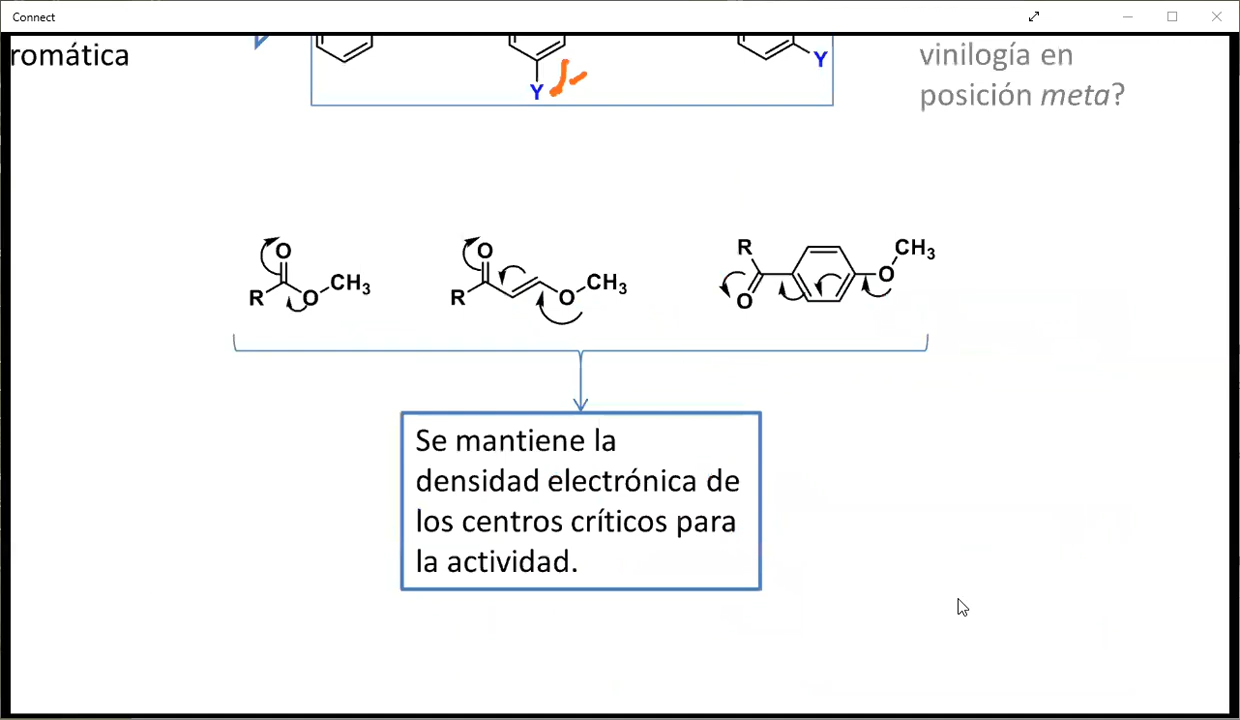 Connect
romática
Y
Y
vinilogía en
posición meta?
O
R
O
CH3
O
R
O
CH3
R
O
O
CH3
Se mantiene la
densidad electrónica de
los centros críticos para
la actividad.